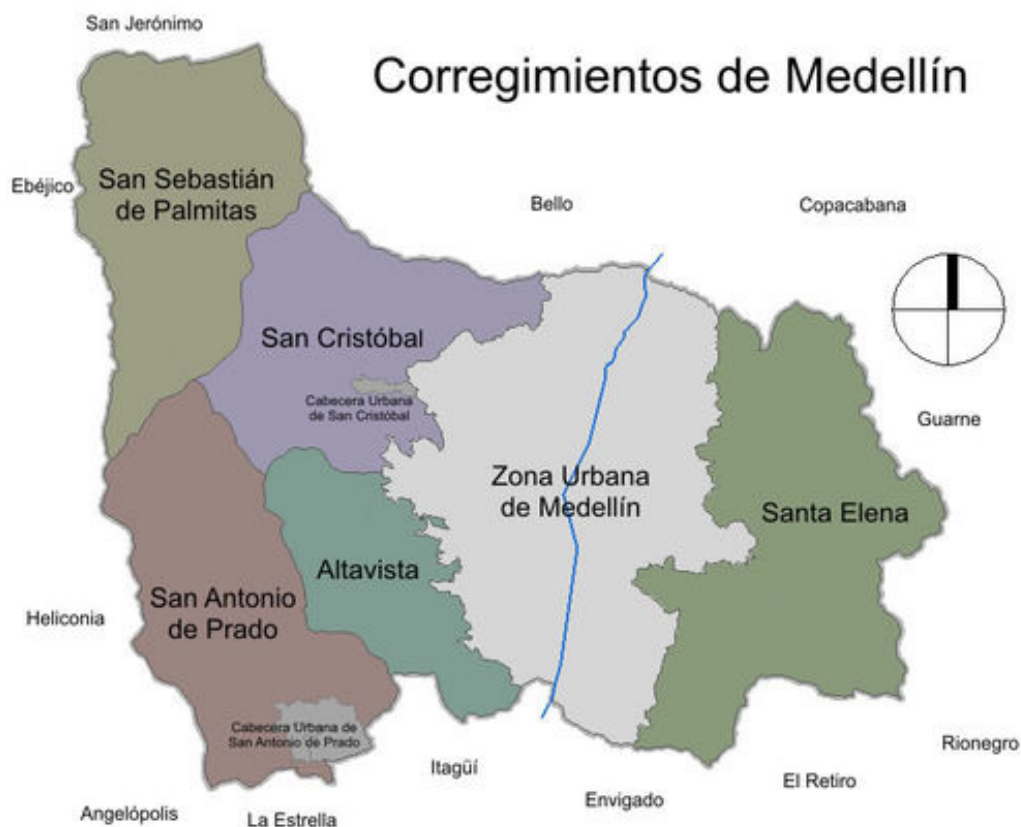 San Jerónimo
Corregimientos de Medellín
San Sebastián
de Palmitas
Ebéjico
Bello
Copacabana
San Cristóbal
Cabecera Urbana
de San Cristóbal
Guarne
Zona Urbana
de Medellín
Santa Elena
Altavista
San Antonio
de Prado
Heliconia
Cabecera Urbana de
San Antonio de Prado
Rionegro
Itagüí
El Retiro
Envigado
Angelópolis
La Estrella